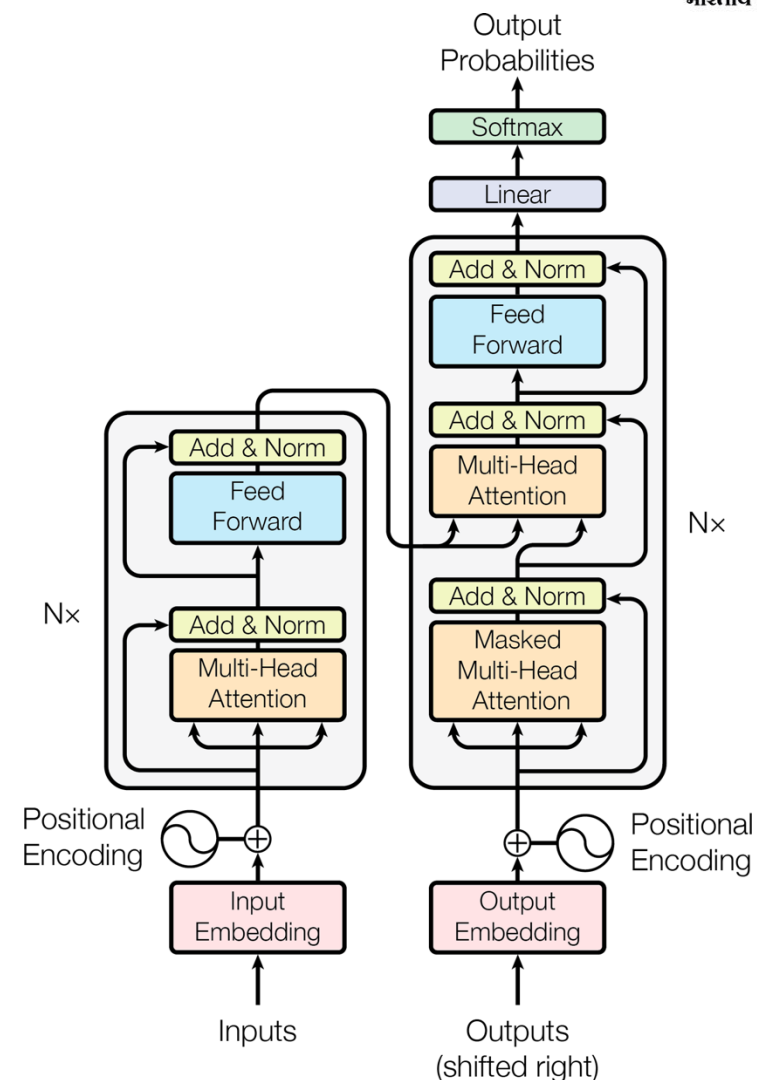 Output
Probabilities
Softmax
Linear
Add & Norm
Feed
Forward
Add & Norm
Multi-Head
Attention
Add & Norm
Masked
Multi-Head
Attention
Nx
Add & Norm
Feed
Forward
Add & Norm
Multi-Head
Attention
Nx
Positional
Encoding
Positional
Encoding
Input
Embedding
Output
Embedding
Inputs
Outputs
(shifted right)